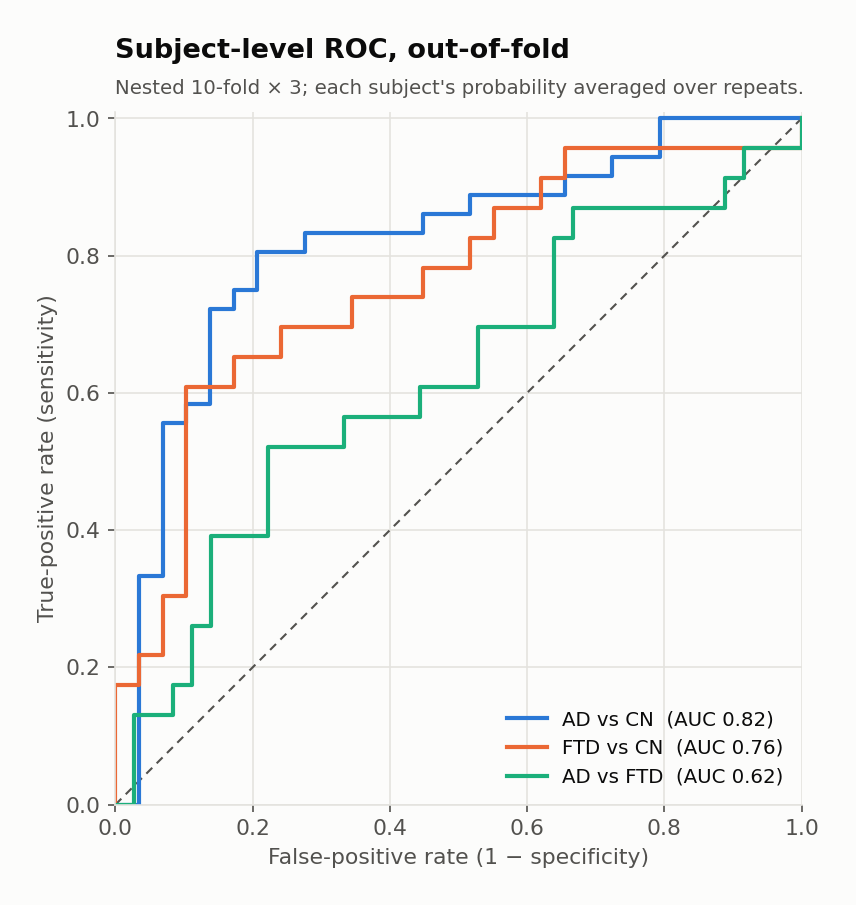 Subject-level ROC, out-of-fold
Nested 10-fold × 3; each subject's probability averaged over repeats.
1.0
0.8
0.6
0.4
0.2
0.0
True-positive rate (sensitivity)
AD vs CN (AUC 0.82)
FTD vs CN (AUC 0.76)
AD vs FTD (AUC 0.62)
0.0 0.2 0.4 0.6 0.8 1.0
False-positive rate (1 − specificity)